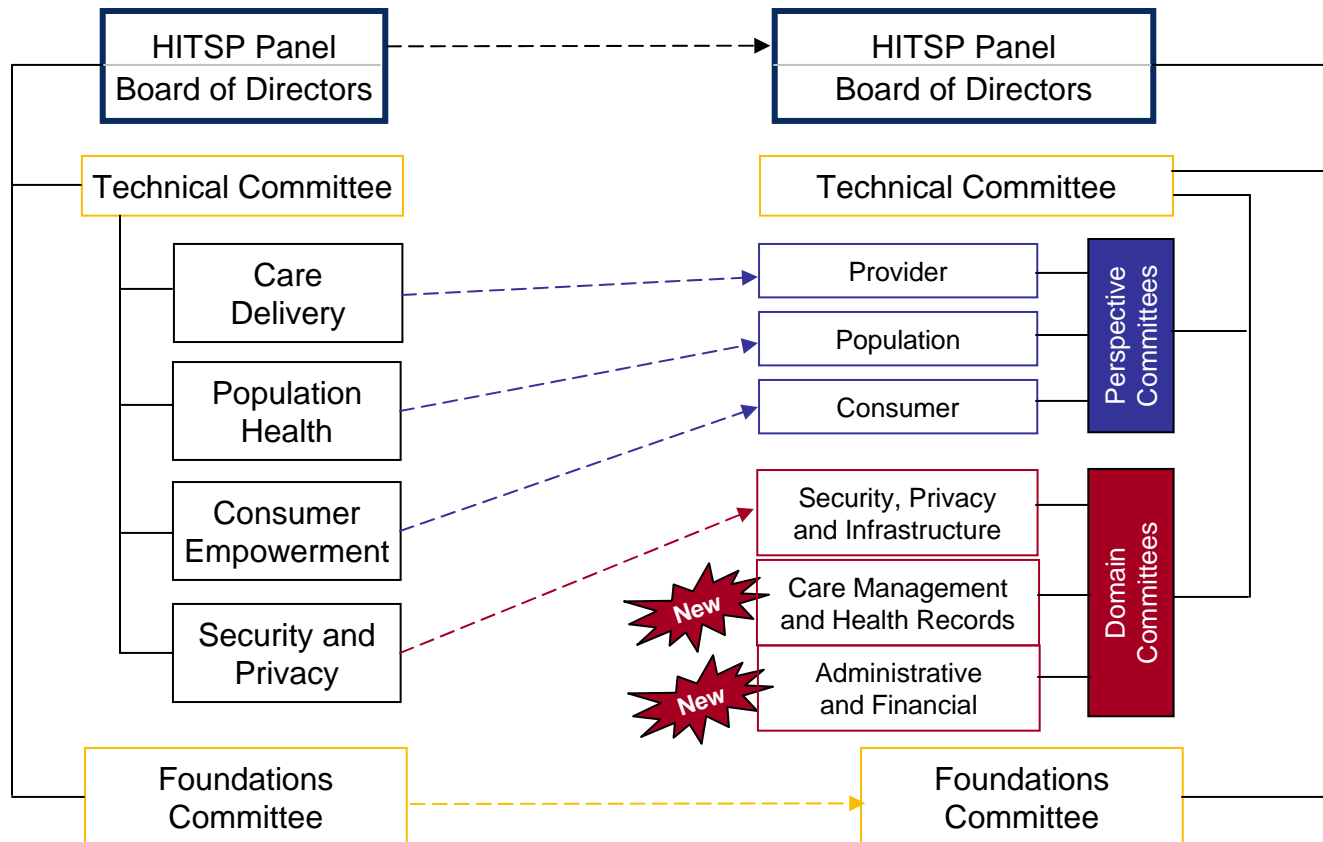 HITSP Panel
Board of Directors
HITSP Panel
Board of Directors
Technical Committee
Technical Committee
Care
Delivery
Population
Health
Consumer
Empowerment
Security and
Privacy
Provider
Population
Consumer
Perspective
Committees
Security, Privacy
and Infrastructure
New
Care Management
and Health Records
New
Administrative
and Financial
Domain
Committees
Foundations
Committee
Foundations
Committee